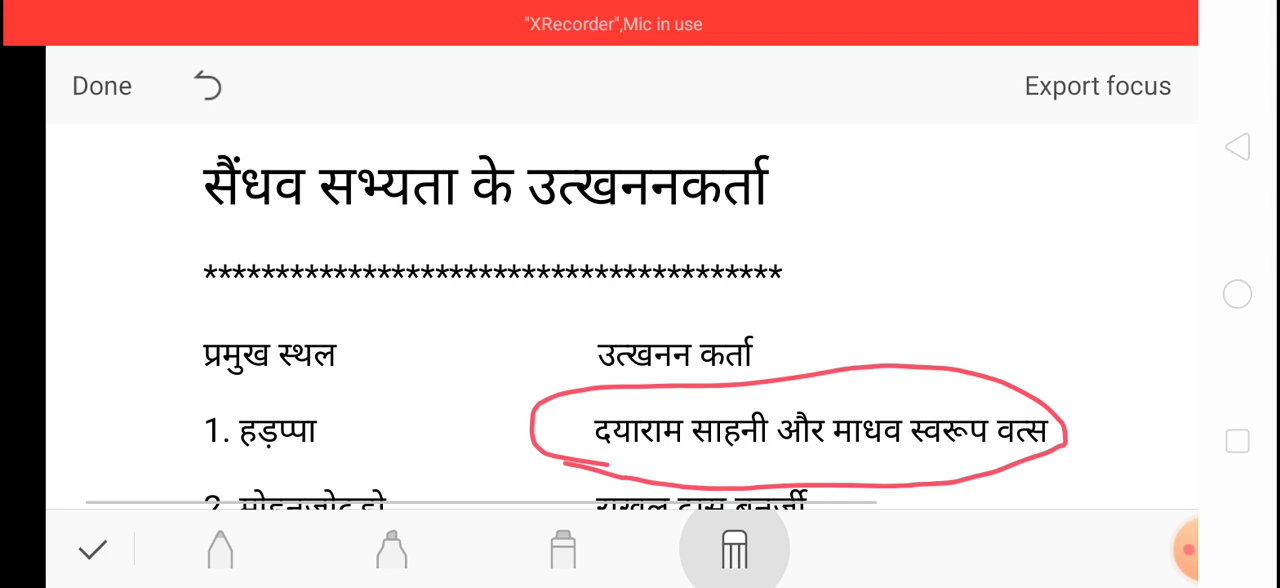 "XRecorder",Mic in use
Done
Export focus
सैंधव सभ्यता के उत्खननकर्ता
****************************************
प्रमुख स्थल उत्खनन कर्ता
1. हड़प्पा दयाराम साहनी और माधव स्वरूप वत्स